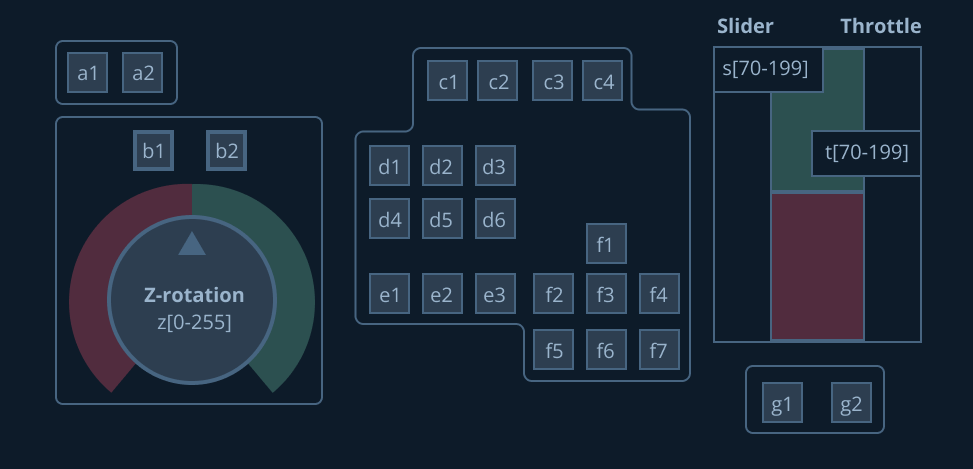 Slider Throttle
a1 a2
c1 c2 c3 c4
s[70-199]
b1 b2
t[70-199]
d1 d2 d3
d4 d5 d6
f1
Z-rotation
z[0-255]
e1 e2 e3 f2 f3 f4
f5 f6 f7
g1 g2